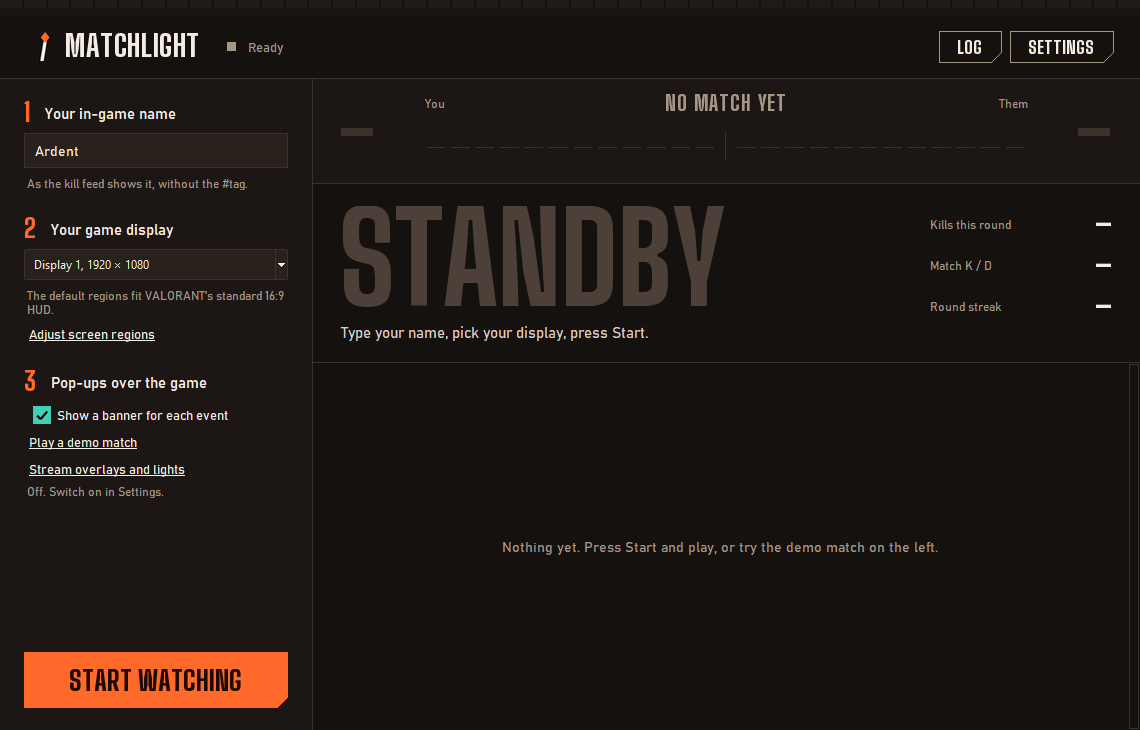 MATCHLIGHT
Ready
LOG
SETTINGS
1 Your in-game name
Ardent
As the kill feed shows it, without the #tag.
2 Your game display
Display 1, 1920 × 1080
The default regions fit VALORANT's standard 16:9
HUD.
Adjust screen regions
3 Pop-ups over the game
Show a banner for each event
Play a demo match
Stream overlays and lights
Off. Switch on in Settings.
START WATCHING
You
NO MATCH YET
Them
STANDBY
Type your name, pick your display, press Start.
Kills this round –
Match K / D –
Round streak –
Nothing yet. Press Start and play, or try the demo match on the left.